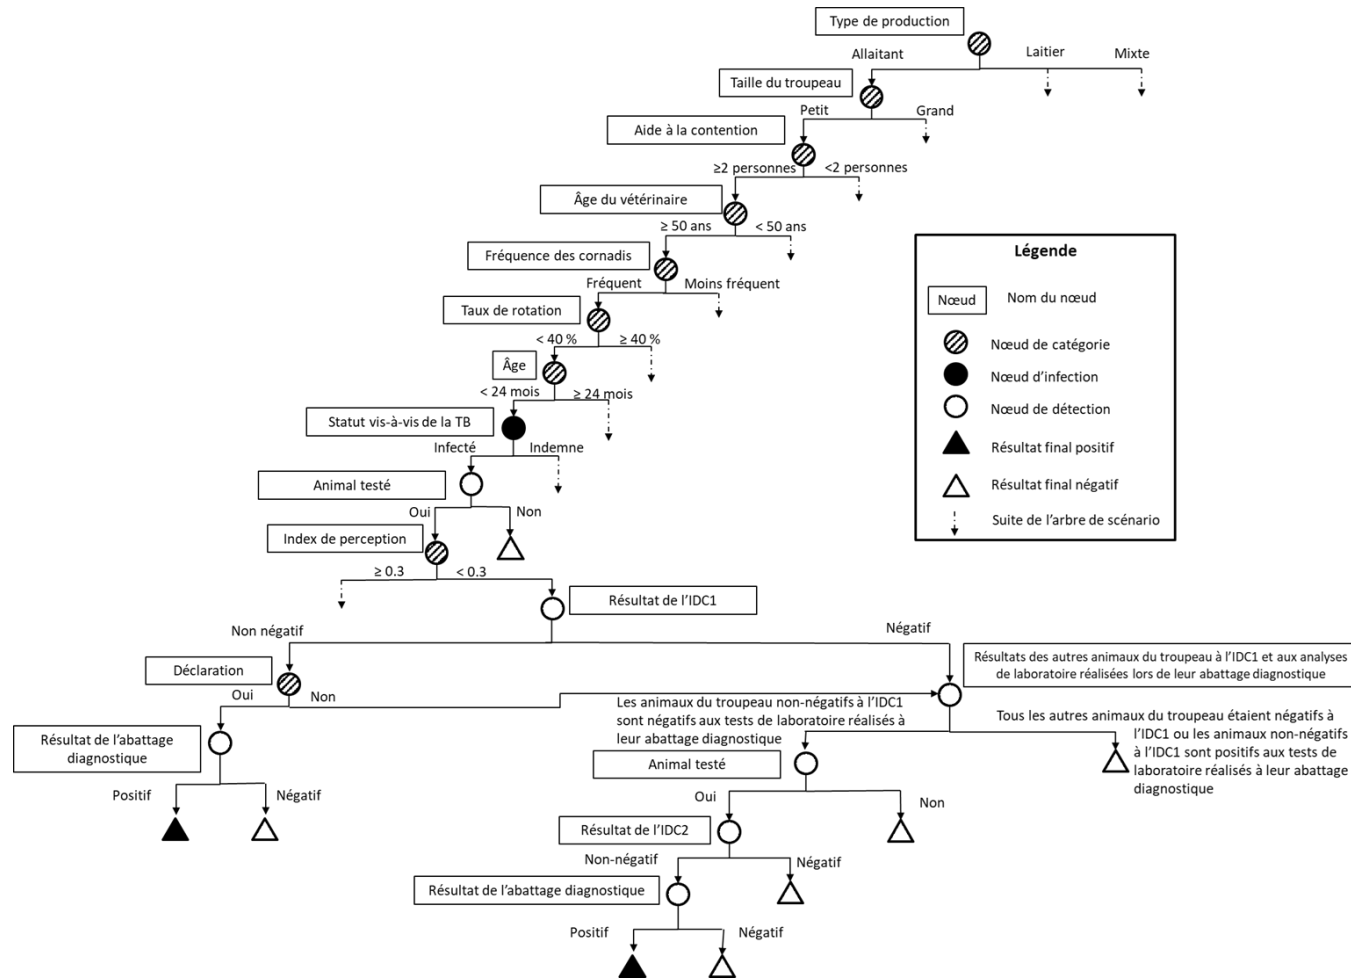 Type de production
Allaitant
Laitier
Mixte
Taille du troupeau
Petit
Grand
Aide à la contention
≥2 personnes
<2 personnes
Âge du vétérinaire
≥ 50 ans
< 50 ans
Fréquence des cornadis
Fréquent
Moins fréquent
Taux de rotation
< 40 %
≥ 40 %
Âge
< 24 mois
≥ 24 mois
Statut vis-à-vis de la TB
Infecté
Indemne
Animal testé
Oui
Non
Index de perception
≥ 0.3
< 0.3
Résultat de l'IDC1
Non négatif
Négatif
Déclaration
Oui
Non
Résultat de l'abattage
diagnostique
Positif
Négatif
Résultats des autres animaux du troupeau à l'IDC1 et aux analyses
de laboratoire réalisées lors de leur abattage diagnostique
Les animaux du troupeau non-négatifs à l'IDC1
sont négatifs aux tests de laboratoire réalisés à
leur abattage diagnostique
Tous les autres animaux du troupeau étaient négatifs à
l'IDC1 ou les animaux non-négatifs
à l'IDC1 sont positifs aux tests de
laboratoire réalisés à leur abattage
diagnostique
Animal testé
Oui
Non
Résultat de l'IDC2
Non-négatif
Négatif
Résultat de l'abattage diagnostique
Positif
Négatif
Légende
Nœud
Nom du nœud
Nœud de catégorie
Nœud d'infection
Nœud de détection
Résultat final positif
Résultat final négatif
Suite de l'arbre de scénario